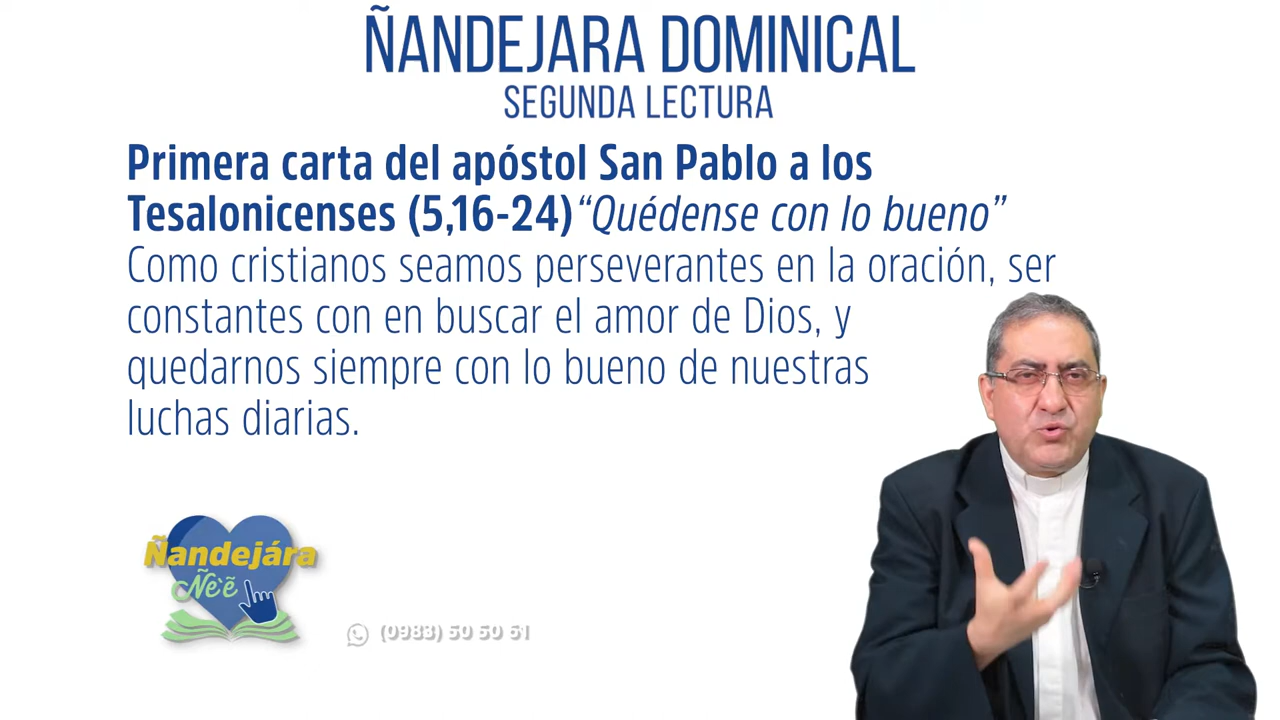 ÑANDEJARA DOMINICAL
SEGUNDA LECTURA
Primera carta del apóstol San Pablo a los
Tesalonicenses (5,16-24) “Quédense con lo bueno”
Como cristianos seamos perseverantes en la oración, ser
constantes con en buscar el amor de Dios, y
quedarnos siempre con lo bueno de nuestras
luchas diarias.
Ñandejára
Ñe'ẽ
(0983) 50 50 51